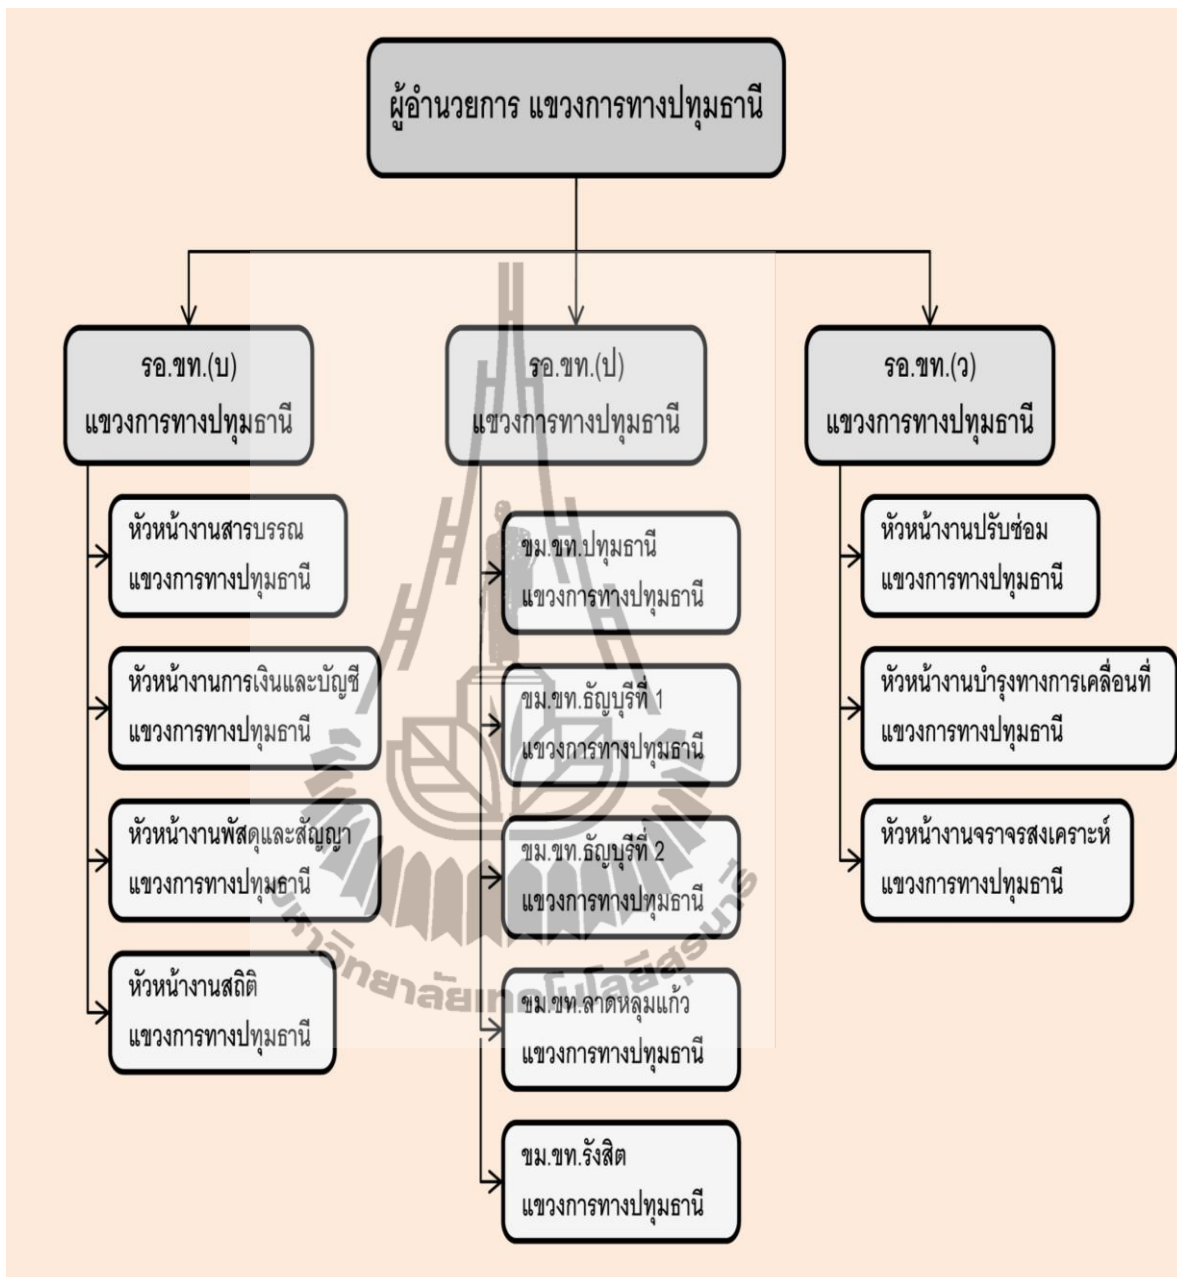 ผู้อำนวยการ แขวงการทางปทุมธานี
รอ.ขท.(บ)
แขวงการทางปทุมธานี
หัวหน้างานสารบรรณ
แขวงการทางปทุมธานี
หัวหน้างานการเงินและบัญชี
แขวงการทางปทุมธานี
หัวหน้างานพัสดุและสัญญา
แขวงการทางปทุมธานี
หัวหน้างานสถิติ
แขวงการทางปทุมธานี
รอ.ขท.(ป)
แขวงการทางปทุมธานี
ขม.ขท.ปทุมธานี
แขวงการทางปทุมธานี
ขม.ขท.ธัญบุรีที่ 1
แขวงการทางปทุมธานี
ขม.ขท.ธัญบุรีที่ 2
แขวงการทางปทุมธานี
ขม.ขท.ลาดหลุมแก้ว
แขวงการทางปทุมธานี
ขม.ขท.รังสิต
แขวงการทางปทุมธานี
รอ.ขท.(ว)
แขวงการทางปทุมธานี
หัวหน้างานปรับซ่อม
แขวงการทางปทุมธานี
หัวหน้างานบำรุงทางการเคลื่อนที่
แขวงการทางปทุมธานี
หัวหน้างานจราจรสงเคราะห์
แขวงการทางปทุมธานี
มหาวิทยาลัยเทคโนโลยีสุรนารี